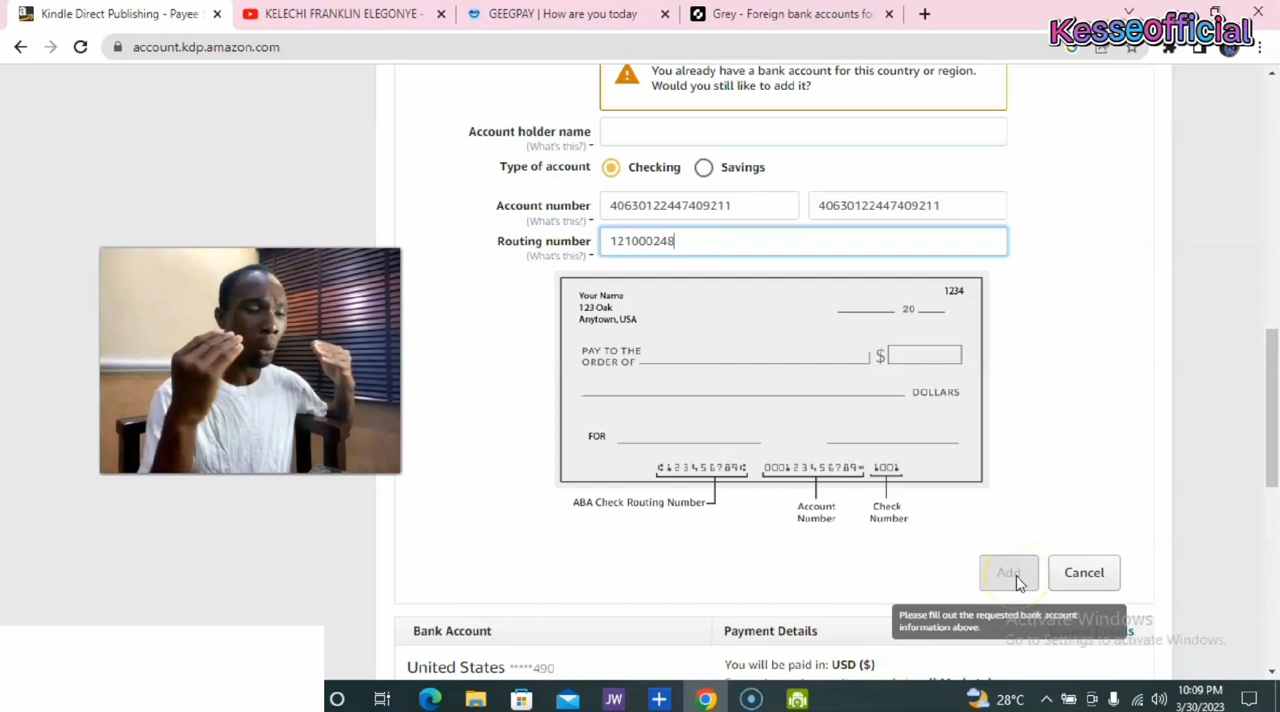 Kindle Direct Publishing - Payee
KELECHI FRANKLIN ELEGONYE -
GEEGPAY | How are you today
Grey - Foreign bank accounts for
Kesseofficial
account.kdp.amazon.com
You already have a bank account for this country or region.
Would you still like to add it?
Account holder name
(What's this?)
Type of account Checking Savings
Account number 40630122447409211 40630122447409211
(What's this?)
Routing number 121000248
(What's this?)
Your Name
123 Oak
Anytown, USA
1234
20
PAY TO THE
ORDER OF
$
DOLLARS
FOR
⑆123456789⑆ 000123456789⑈ 1001
ABA Check Routing Number
Account
Number
Check
Number
Add Cancel
Please fill out the requested bank account
information above.
Activate Windows
Go to Settings to activate Windows.
Bank Account Payment Details
United States *****490
You will be paid in: USD ($)
JW
28°C
10:09 PM
3/30/2023